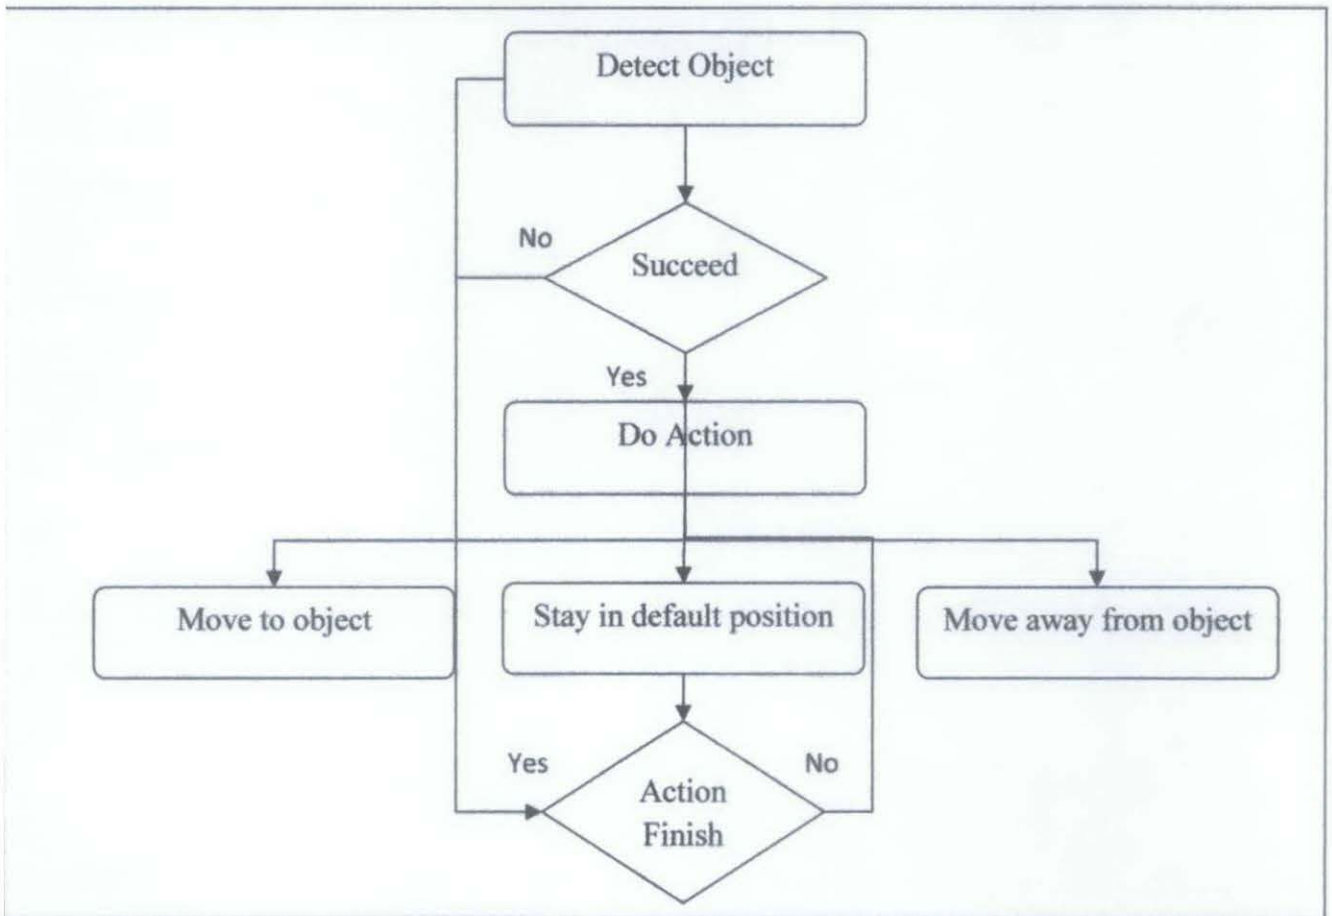 Detect Object
No
Succeed
Yes
Do Action
Move to object
Stay in default position
Move away from object
Yes
No
Action
Finish